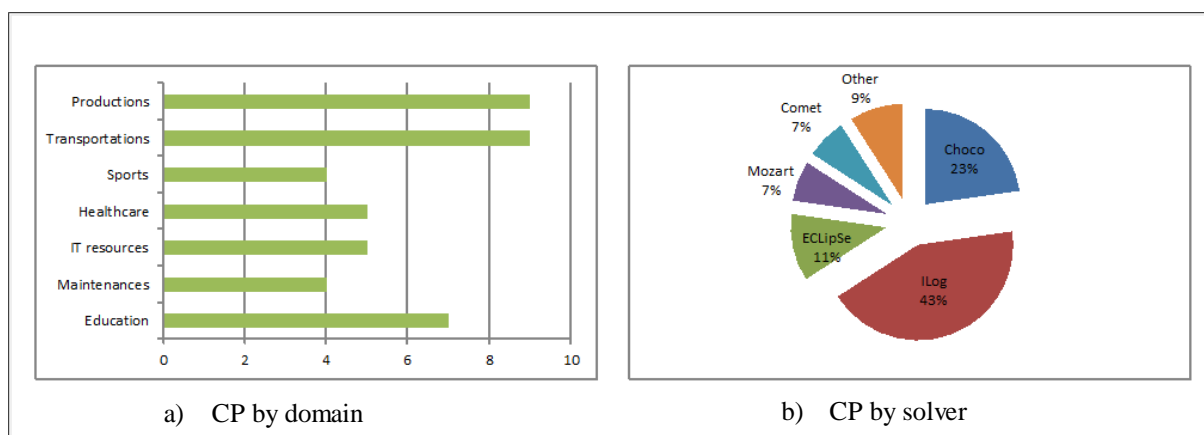 Productions
Transportations
Sports
Healthcare
IT resources
Maintenances
Education
0 2 4 6 8 10
a) CP by domain
Other
9%
Comet
7%
Mozart
7%
ECLipSe
11%
Choco
23%
ILog
43%
b) CP by solver